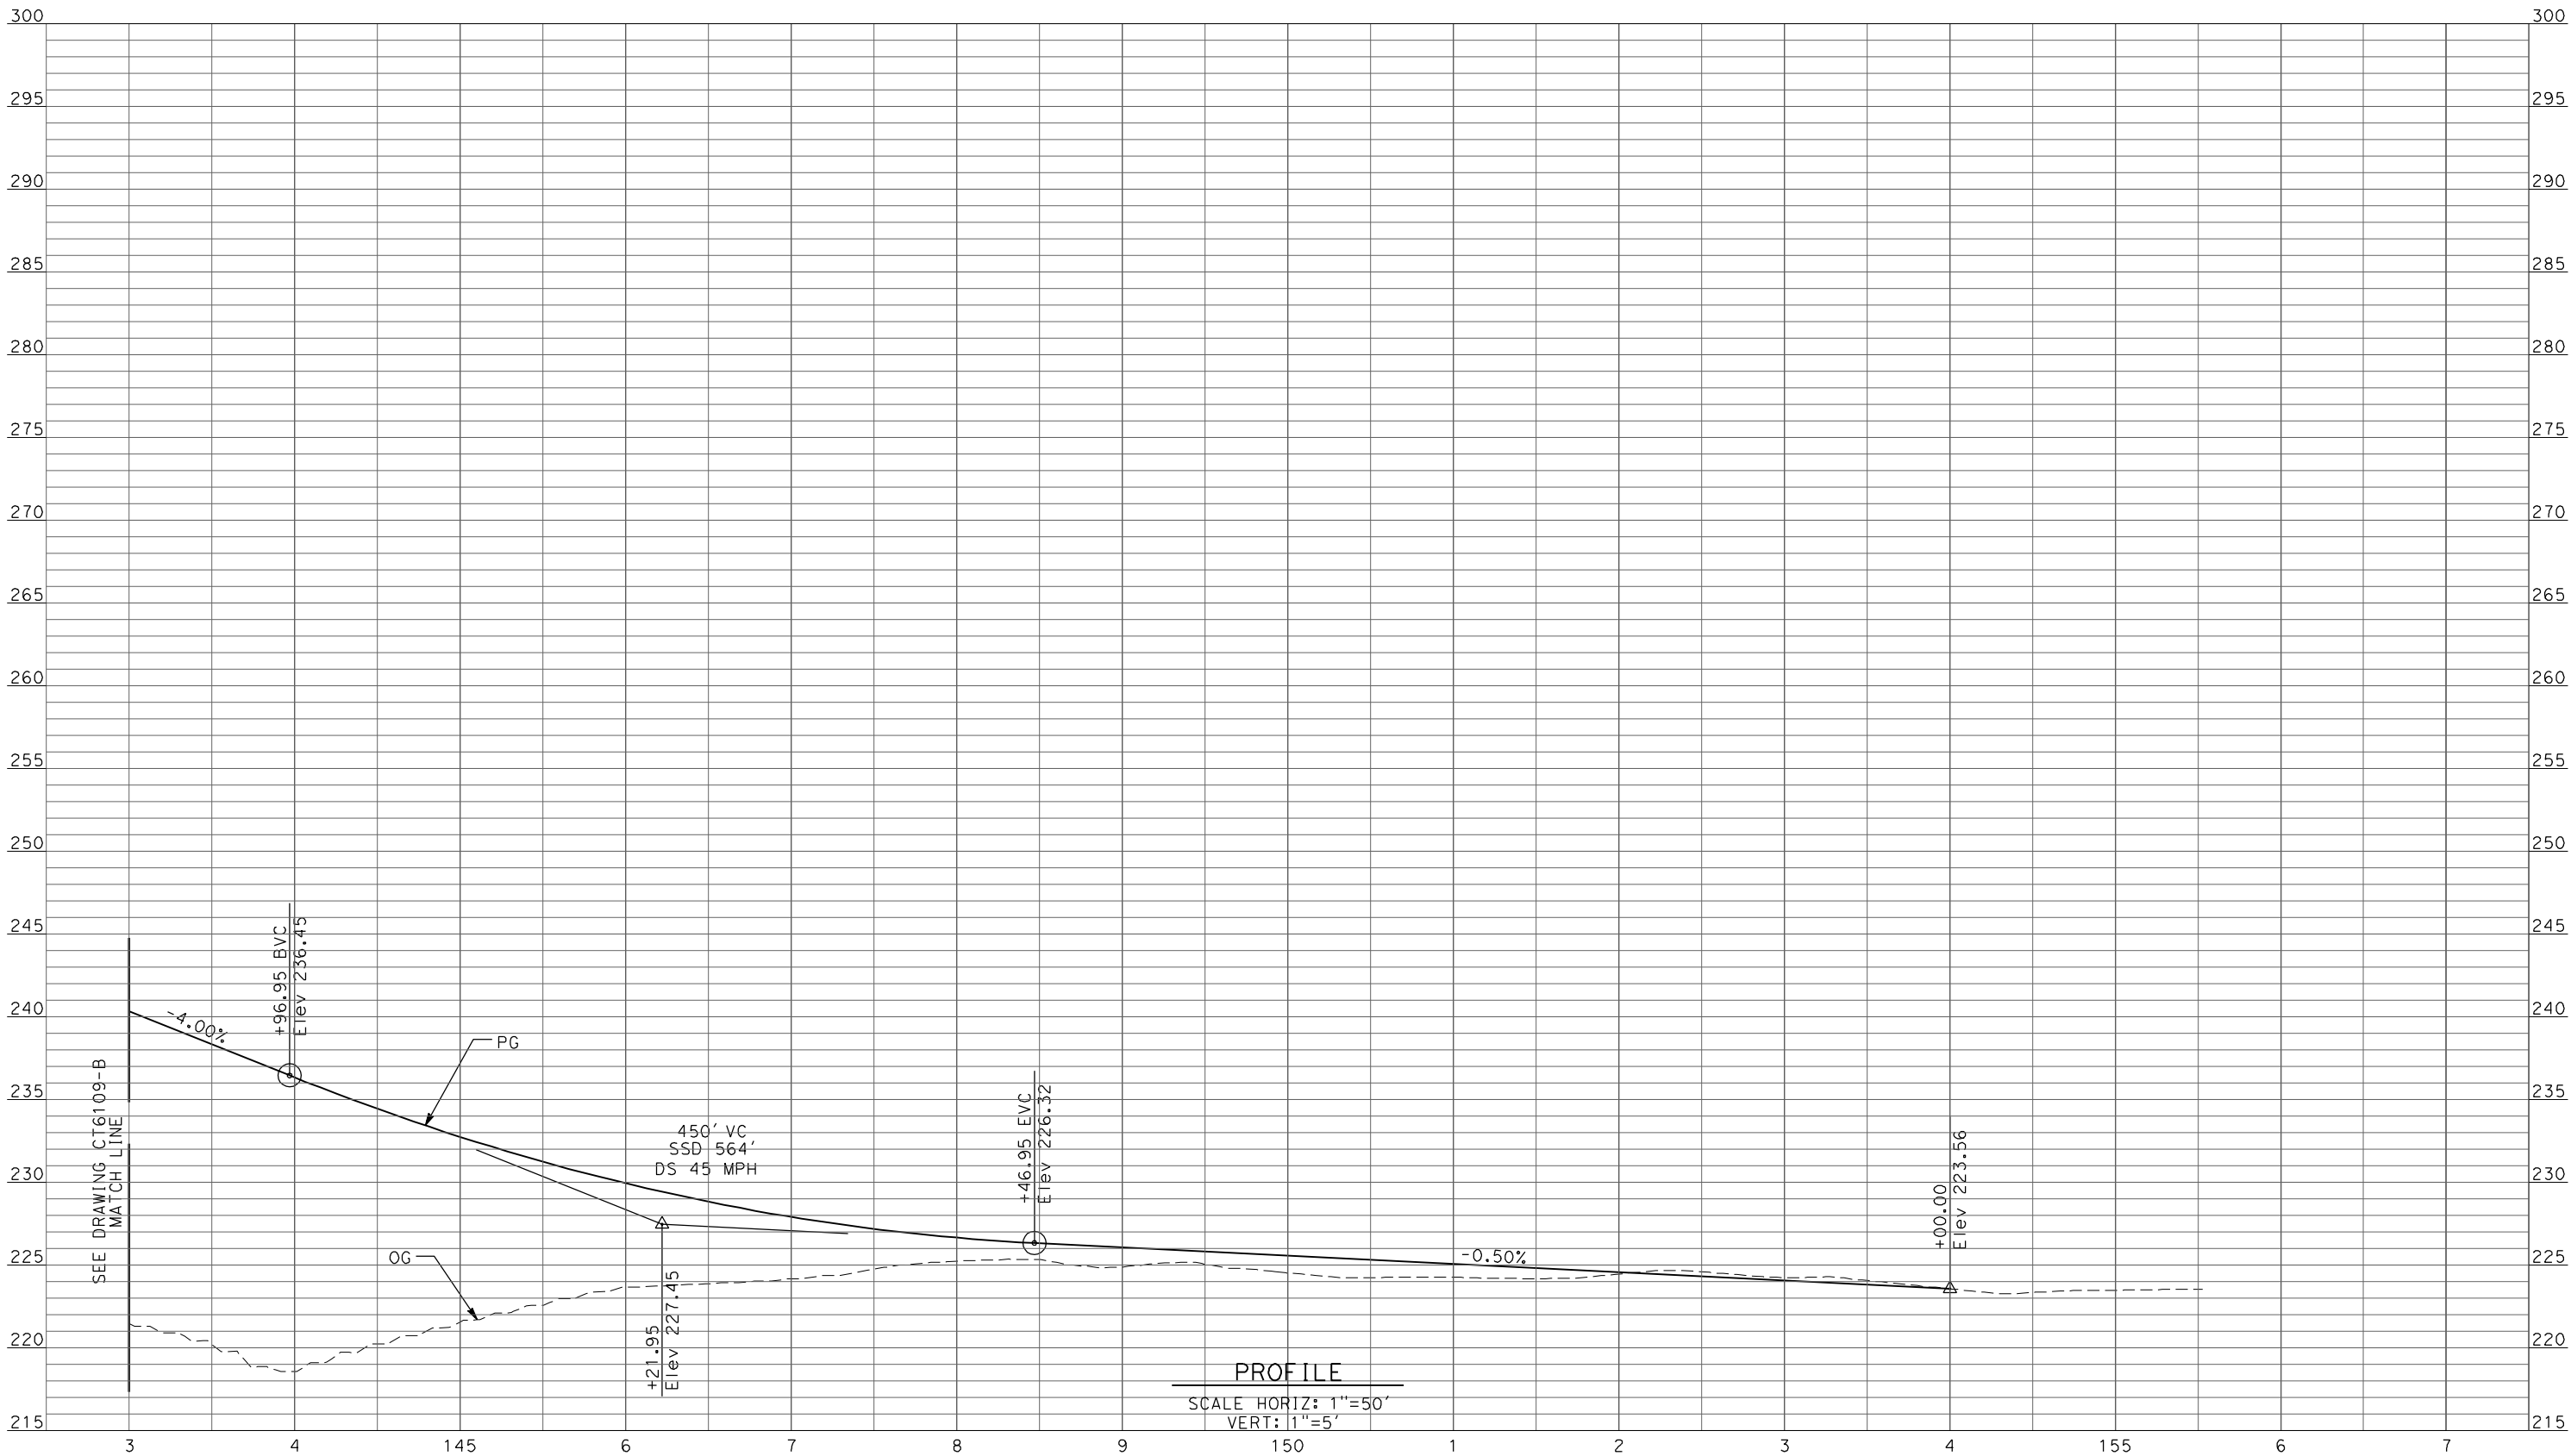 300 300
295 295
290 290
285 285
280 280
275 275
270 270
265 265
260 260
255 255
250 250
245 245
240 240
235 235
230 230
225 225
220 220
215 215
SEE DRAWING CT6109-B
MATCH LINE
-4.00%
+96.95 BVC
Elev 236.45
PG
OG
450' VC
SSD 564'
DS 45 MPH
+21.95
Elev 227.45
+46.95 EVC
Elev 226.32
-0.50%
+00.00
Elev 223.56
PROFILE
SCALE HORIZ: 1"=50'
VERT: 1"=5'
3 4 145 6 7 8 9 150 1 2 3 4 155 6 7